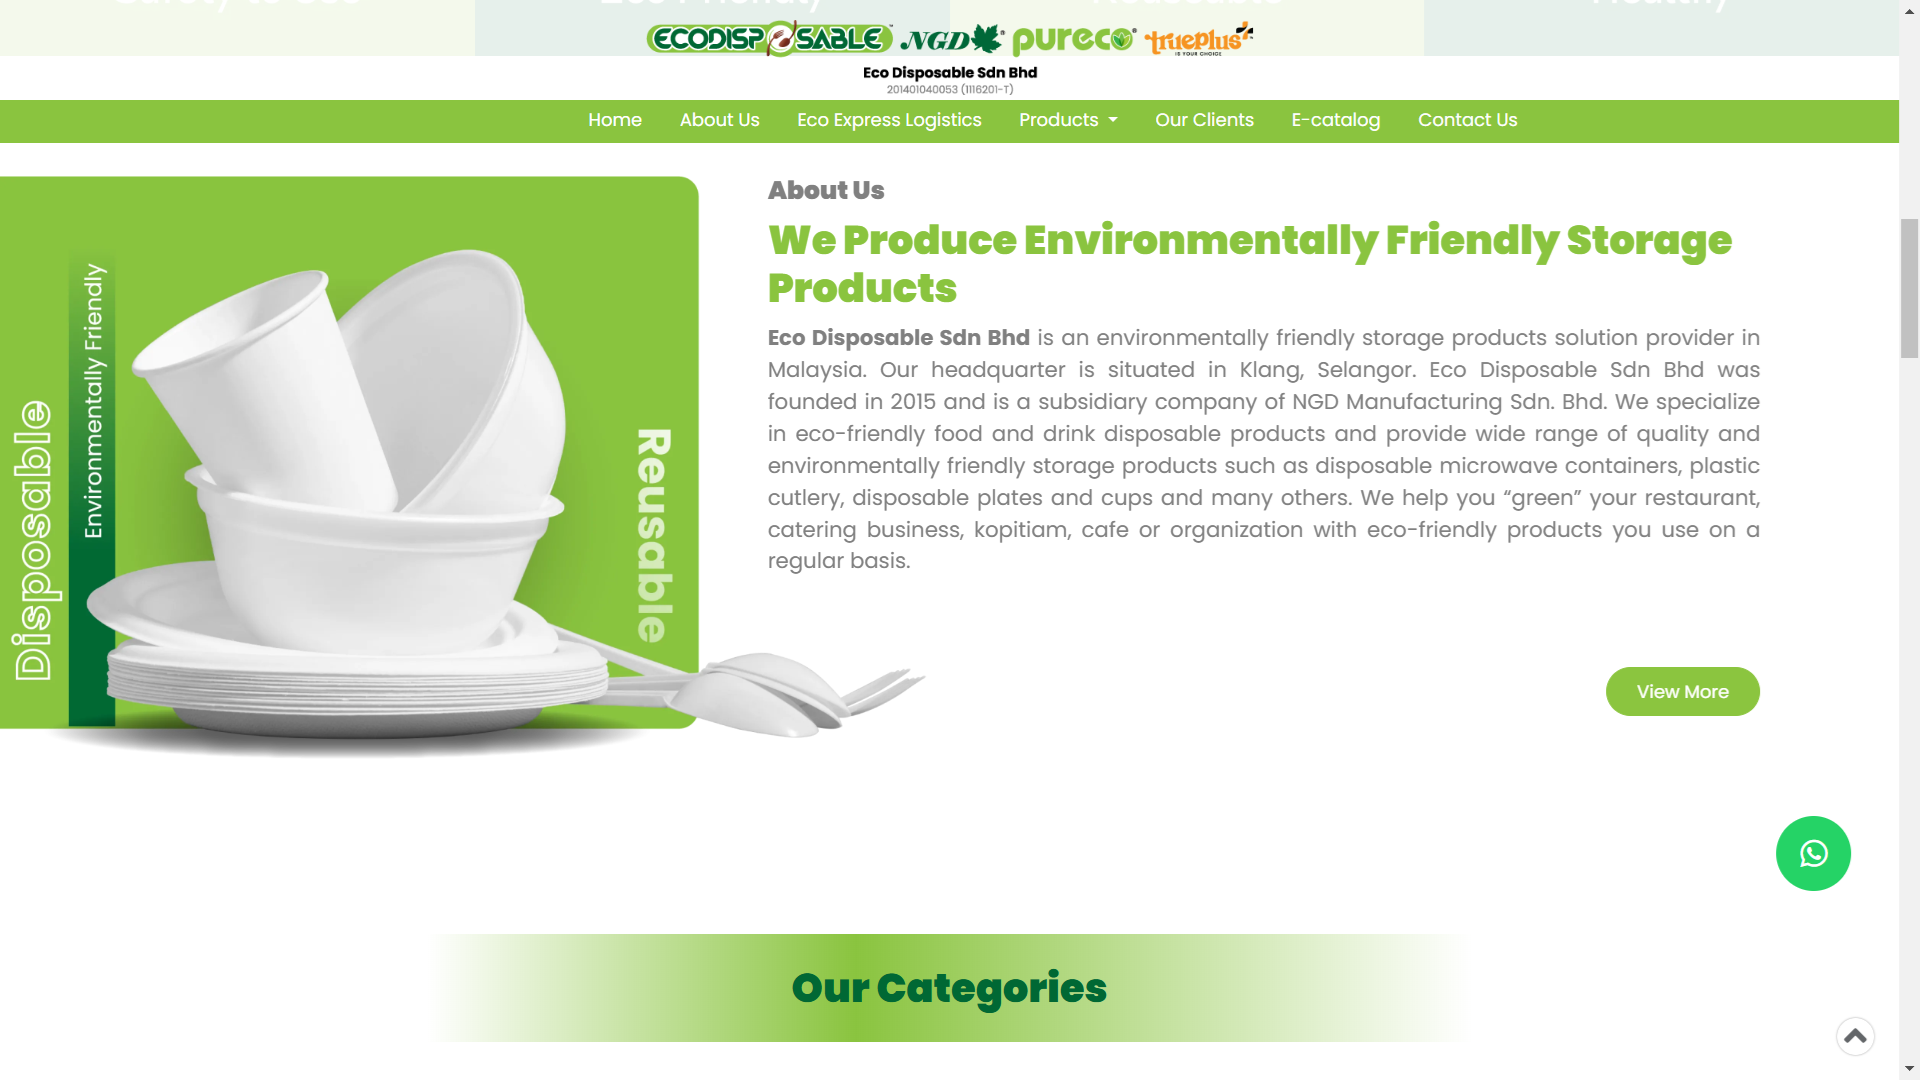 ECODISPOSABLE NGD pureco trueplus+
IS YOUR CHOICE
Eco Disposable Sdn Bhd
201401040053 (1116201-T)
Home About Us Eco Express Logistics Products Our Clients E-catalog Contact Us
Disposable
Environmentally Friendly
Reusable
About Us
We Produce Environmentally Friendly Storage
Products
Eco Disposable Sdn Bhd is an environmentally friendly storage products solution provider in
Malaysia. Our headquarter is situated in Klang, Selangor. Eco Disposable Sdn Bhd was
founded in 2015 and is a subsidiary company of NGD Manufacturing Sdn. Bhd. We specialize
in eco-friendly food and drink disposable products and provide wide range of quality and
environmentally friendly storage products such as disposable microwave containers, plastic
cutlery, disposable plates and cups and many others. We help you “green” your restaurant,
catering business, kopitiam, cafe or organization with eco-friendly products you use on a
regular basis.
View More
Our Categories